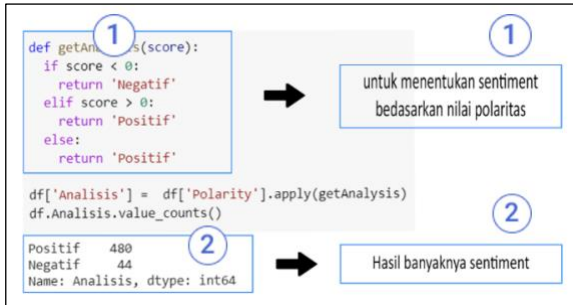 1
def getAn s(score):
if score < 0:
return 'Negatif'
elif score > 0:
return 'Positif'
else:
return 'Positif'
df['Analisis'] = df['Polarity'].apply(getAnalysis)
df.Analisis.value_counts()
1
untuk menentukan sentiment
bedasarkan nilai polaritas
2
Positif 480
Negatif 44
Name: Analisis, dtype: int64
2
Hasil banyaknya sentiment